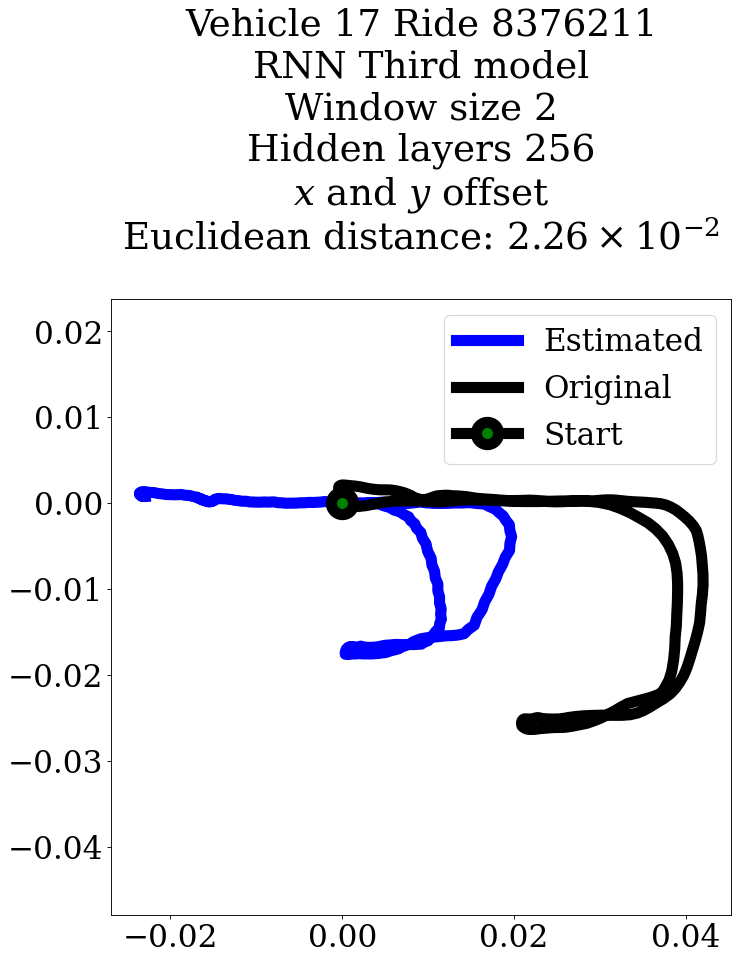 Vehicle 17 Ride 8376211
RNN Third model
Window size 2
Hidden layers 256
x and y offset
Euclidean distance: 2.26 × 10⁻²
Estimated
Original
Start
0.02
0.01
0.00
−0.01
−0.02
−0.03
−0.04
−0.02 0.00 0.02 0.04